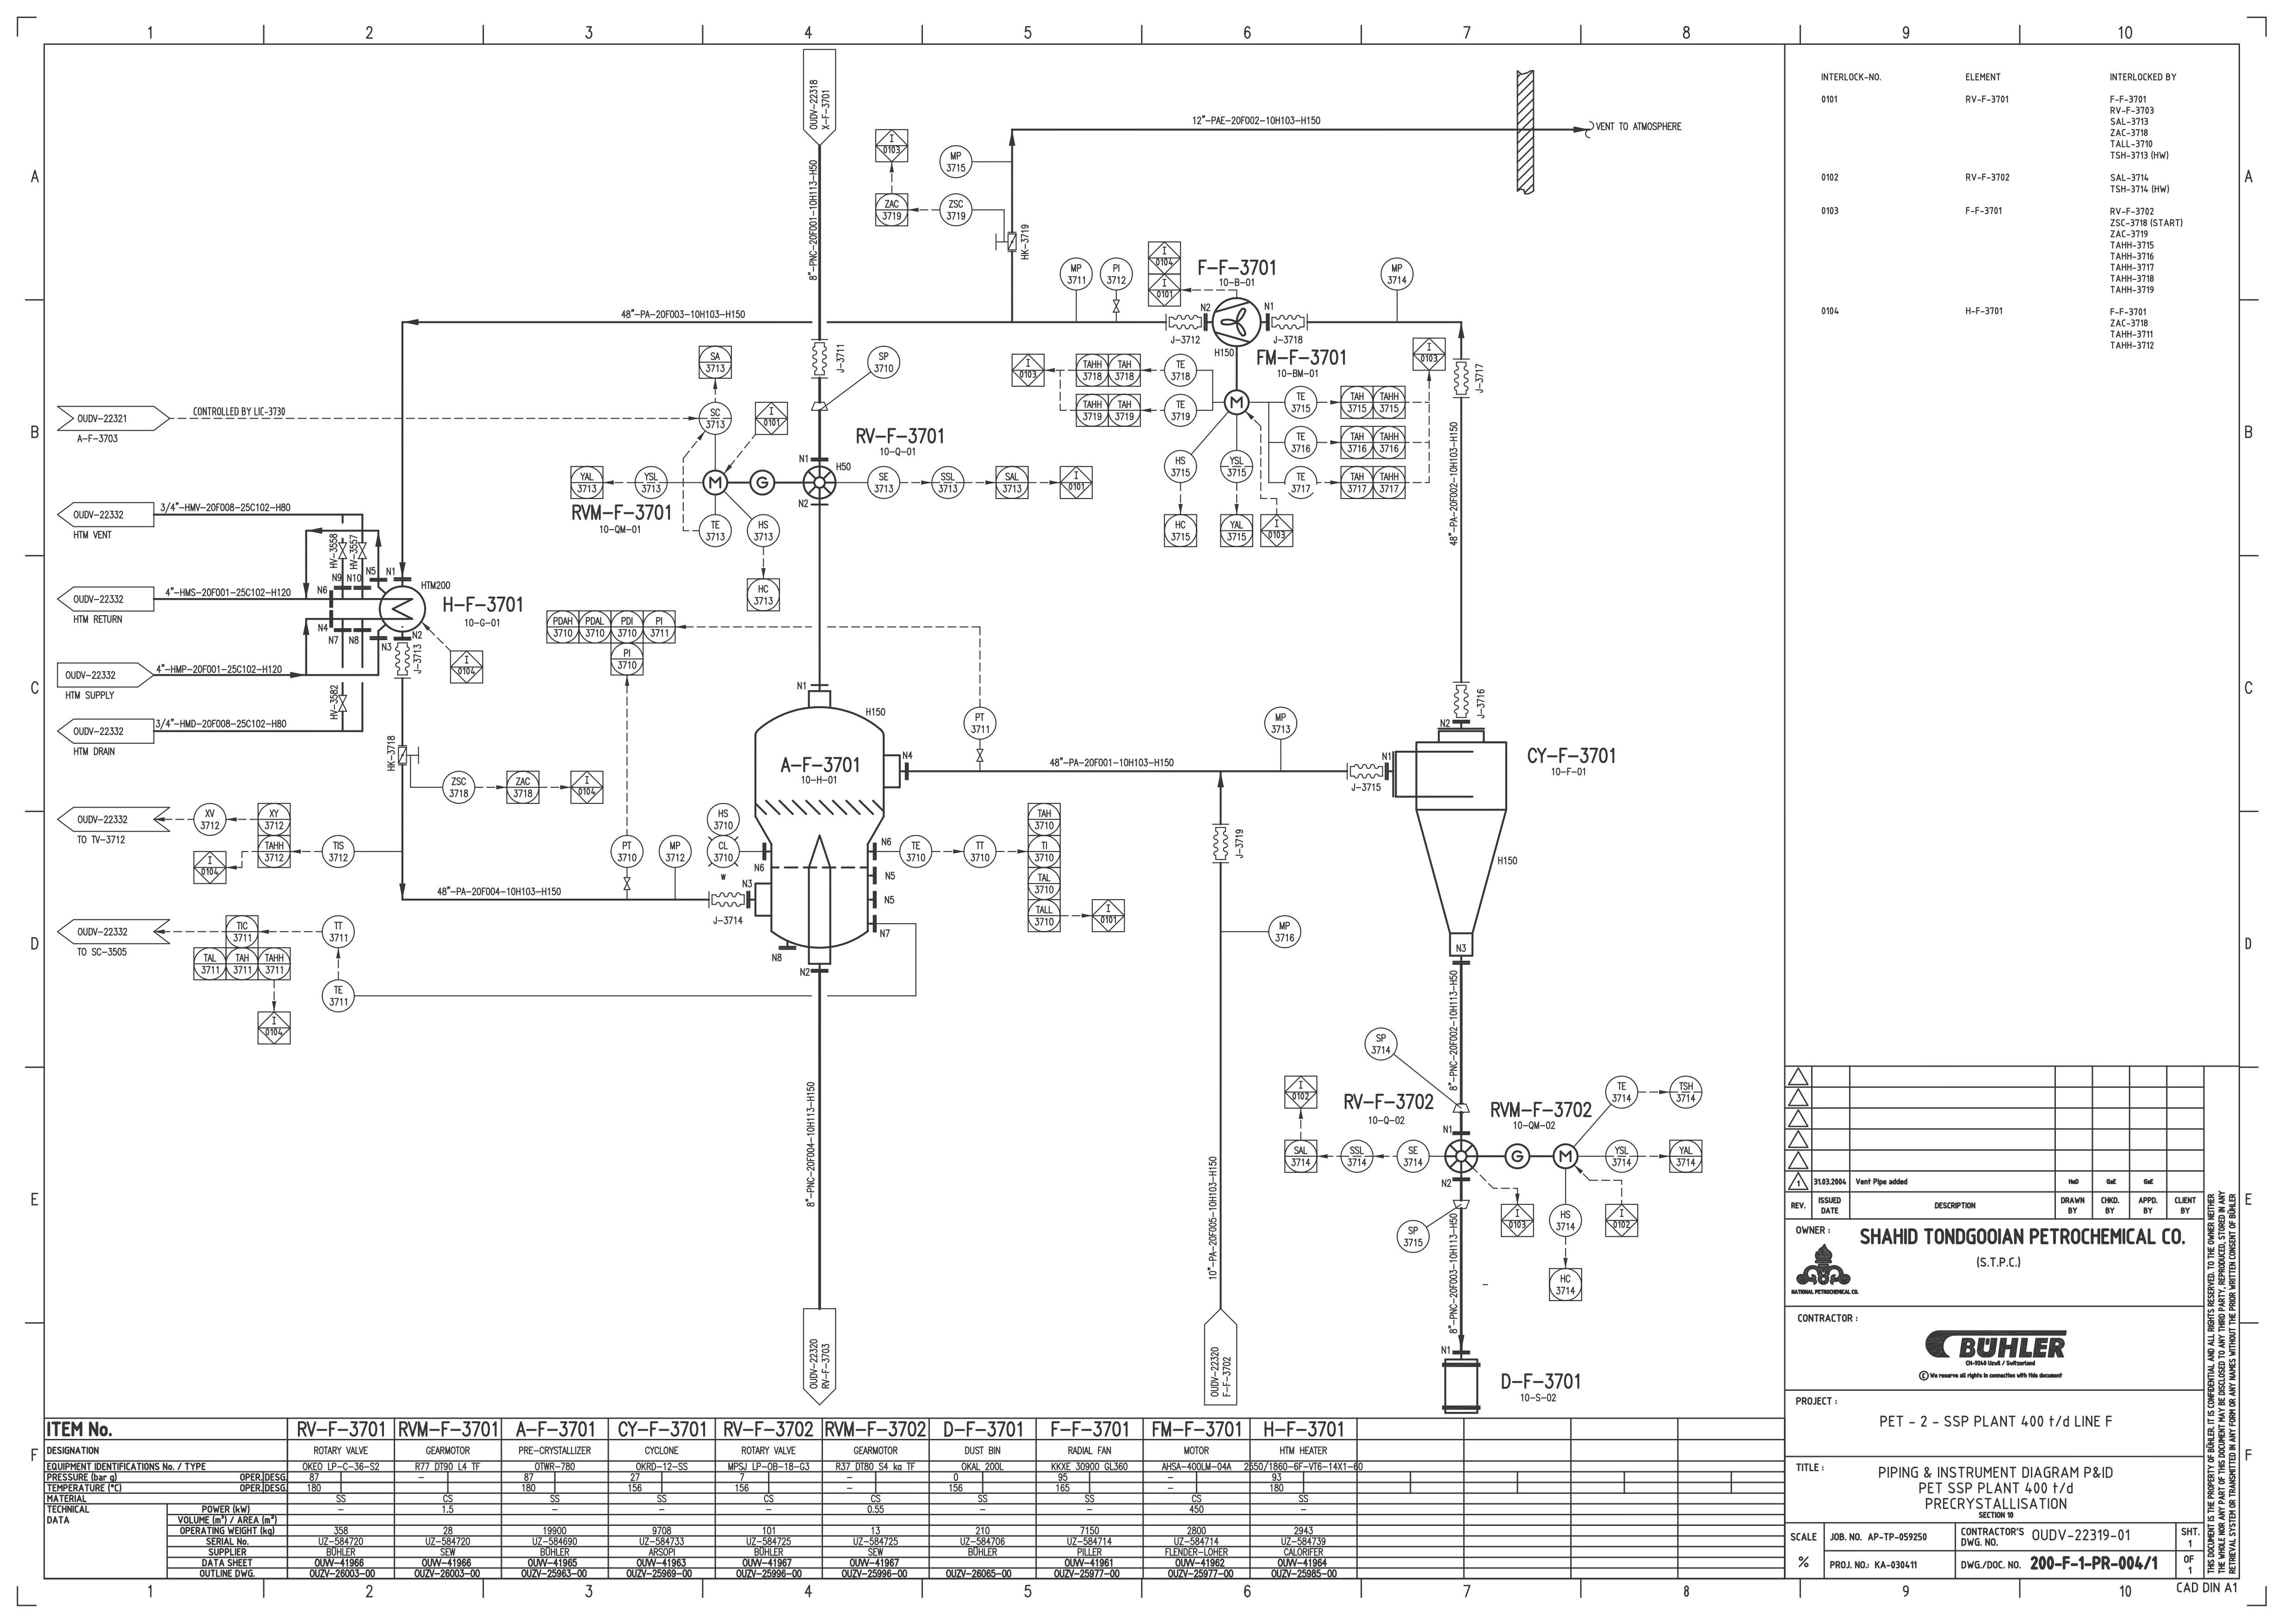 1 2 3 4 5 6 7 8 9 10
A
B
C
D
E
F
OUDV-22318
X-F-3701
8"-PNC-20F001-10H113-H50
12"-PAE-20F002-10H103-H150
VENT TO ATMOSPHERE
I
0103
MP
3715
ZAC
3719
ZSC
3719
HK-3719
MP
3711
PI
3712
I
0104
I
0101
F-F-3701
10-B-01
MP
3714
48"-PA-20F003-10H103-H150
N2
N1
J-3712
J-3718
H150
FM-F-3701
10-BM-01
I
0103
J-3717
SA
3713
J-3711
SP
3710
I
0103
TAHH
3718
TAH
3718
TE
3718
TAHH
3719
TAH
3719
TE
3719
M
TE
3715
TAH
3715
TAHH
3715
TE
3716
TAH
3716
TAHH
3716
TE
3717
TAH
3717
TAHH
3717
OUDV-22321
A-F-3703
CONTROLLED BY LIC-3730
SC
3713
I
0101
RV-F-3701
10-Q-01
N1
H50
N2
YAL
3713
YSL
3713
M
G
SE
3713
SSL
3713
SAL
3713
I
0101
RVM-F-3701
10-QM-01
TE
3713
HS
3713
HC
3713
HS
3715
YSL
3715
HC
3715
YAL
3715
I
0103
48"-PA-20F002-10H103-H150
OUDV-22332
HTM VENT
3/4"-HMV-20F008-25C102-H80
HV-3558
HV-3557
N9
N10
N5
N1
N6
HTM200
OUDV-22332
HTM RETURN
4"-HMS-20F001-25C102-H120
H-F-3701
10-G-01
N4
N7
N8
N3
N2
J-3713
I
0104
OUDV-22332
HTM SUPPLY
4"-HMP-20F001-25C102-H120
HV-3582
OUDV-22332
HTM DRAIN
3/4"-HMD-20F008-25C102-H80
HK-3718
ZSC
3718
ZAC
3718
I
0104
PDAH
3710
PDAL
3710
PDI
3710
PI
3711
PI
3710
N1
H150
A-F-3701
10-H-01
N4
PT
3711
48"-PA-20F001-10H103-H150
MP
3713
J-3715
N1
N2
J-3716
CY-F-3701
10-F-01
H150
N3
OUDV-22332
TO TV-3712
XV
3712
XY
3712
TAHH
3712
I
0104
TIS
3712
PT
3710
MP
3712
HS
3710
CL
3710
W
N6
N3
J-3714
48"-PA-20F004-10H103-H150
N6
N5
N5
N7
N8
N2
TE
3710
TT
3710
TAH
3710
TI
3710
TAL
3710
TALL
3710
I
0101
J-3719
MP
3716
OUDV-22332
TO SC-3505
TIC
3711
TAL
3711
TAH
3711
TAHH
3711
TT
3711
TE
3711
I
0104
8"-PNC-20F004-10H113-H150
OUDV-22320
RV-F-3703
10"-PA-20F005-10H103-H150
OUDV-22320
F-F-3702
8"-PNC-20F002-10H113-H50
SP
3714
I
0102
RV-F-3702
10-Q-02
RVM-F-3702
10-QM-02
TE
3714
TSH
3714
N1
SAL
3714
SSL
3714
SE
3714
G
M
YSL
3714
YAL
3714
N2
SP
3715
I
0103
HS
3714
I
0102
HC
3714
8"-PNC-20F003-10H113-H50
N1
D-F-3701
10-S-02
INTERLOCK-NO. ELEMENT INTERLOCKED BY
0101 RV-F-3701 F-F-3701
RV-F-3703
SAL-3713
ZAC-3718
TALL-3710
TSH-3713 (HW)
0102 RV-F-3702 SAL-3714
TSH-3714 (HW)
0103 F-F-3701 RV-F-3702
ZSC-3718 (START)
ZAC-3719
TAHH-3715
TAHH-3716
TAHH-3717
TAHH-3718
TAHH-3719
0104 H-F-3701 F-F-3701
ZAC-3718
TAHH-3711
TAHH-3712
1 31.03.2004 Vent Pipe added HaD GaE GaE
REV. ISSUED DATE DESCRIPTION DRAWN BY CHKD. BY APPD. BY CLIENT BY
OWNER :
SHAHID TONDGOOIAN PETROCHEMICAL CO.
(S.T.P.C.)
NATIONAL PETROCHEMICAL CO.
CONTRACTOR :
BÜHLER
CH-9240 Uzwil / Switzerland
© We reserve all rights in connection with this document
PROJECT :
PET - 2 - SSP PLANT 400 t/d LINE F
TITLE :
PIPING & INSTRUMENT DIAGRAM P&ID
PET SSP PLANT 400 t/d
PRECRYSTALLISATION
SECTION 10
SCALE JOB. NO. AP-TP-059250 CONTRACTOR'S DWG. NO. OUDV-22319-01 SHT. 1
% PROJ. NO.: KA-030411 DWG./DOC. NO. 200-F-1-PR-004/1 OF 1
CAD DIN A1
THIS DOCUMENT IS THE PROPERTY OF BÜHLER. IT IS CONFIDENTIAL AND ALL RIGHTS RESERVED. TO THE OWNER NEITHER
THE WHOLE NOR ANY PART OF THIS DOCUMENT MAY BE DISCLOSED TO ANY THIRD PARTY, REPRODUCED, STORED IN ANY
RETRIEVAL SYSTEM OR TRANSMITTED IN ANY FORM OR ANY NAMES WITHOUT THE PRIOR WRITTEN CONSENT OF BÜHLER
ITEM No. RV-F-3701 RVM-F-3701 A-F-3701 CY-F-3701 RV-F-3702 RVM-F-3702 D-F-3701 F-F-3701 FM-F-3701 H-F-3701
DESIGNATION ROTARY VALVE GEARMOTOR PRE-CRYSTALLIZER CYCLONE ROTARY VALVE GEARMOTOR DUST BIN RADIAL FAN MOTOR HTM HEATER
EQUIPMENT IDENTIFICATIONS No. / TYPE OKEO LP-C-36-S2 R77 DT90 L4 TF OTWR-780 OKRD-12-SS MPSJ LP-OB-18-G3 R37 DT80 S4 ka TF OKAL 200L KKXE 30900 GL360 AHSA-400LM-04A 2550/1860-6F-VT6-14X1-60
PRESSURE (bar g) OPER. DESG. 87 - 87 27 7 - 0 95 - 93
TEMPERATURE (°C) OPER. DESG. 180 180 156 156 - 156 165 - 180
MATERIAL SS CS SS SS CS CS SS SS CS SS
TECHNICAL DATA POWER (kW) - 1.5 - - - 0.55 - - 450 -
VOLUME (m³) / AREA (m²)
OPERATING WEIGHT (kg) 358 28 19900 9708 101 13 210 7150 2800 2943
SERIAL No. UZ-584720 UZ-584720 UZ-584690 UZ-584733 UZ-584725 UZ-584725 UZ-584706 UZ-584714 UZ-584714 UZ-584739
SUPPLIER BÜHLER SEW BÜHLER ARSOPI BÜHLER SEW BÜHLER PILLER FLENDER-LOHER CALORIFER
DATA SHEET OUVV-41966 OUVV-41966 OUVV-41965 OUVV-41963 OUVV-41967 OUVV-41967 OUVV-41961 OUVV-41962 OUVV-41964
OUTLINE DWG. OUZV-26003-00 OUZV-26003-00 OUZV-25963-00 OUZV-25969-00 OUZV-25996-00 OUZV-25996-00 OUZV-26065-00 OUZV-25977-00 OUZV-25977-00 OUZV-25985-00
1 2 3 4 5 6 7 8 9 10